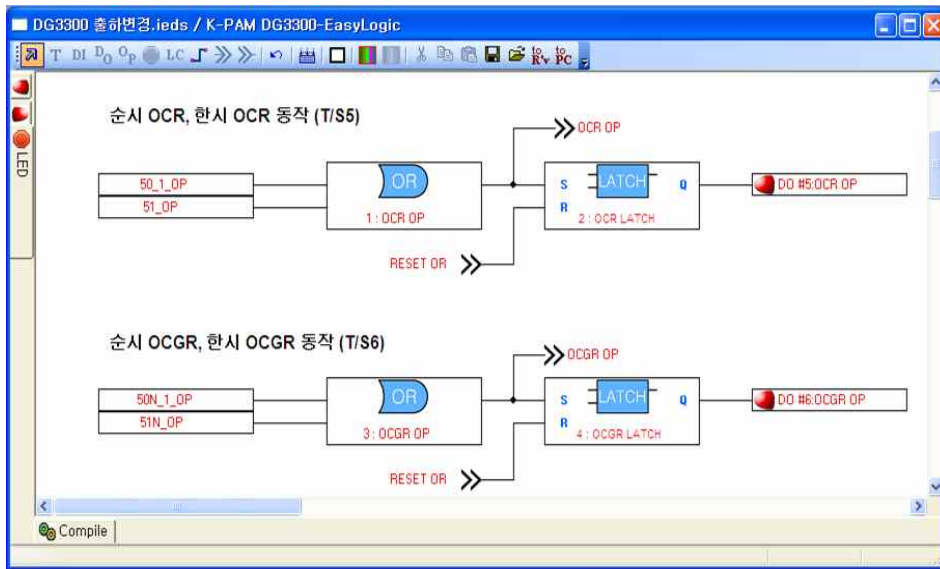 DG3300 출하변경.ieds / K-PAM DG3300-EasyLogic
T DI DO OP LC to R'v to PC
LED
순시 OCR, 한시 OCR 동작 (T/S5)
OCR OP
50_1_OP
51_OP
OR
1 : OCR OP
S LATCH Q
R
2 : OCR LATCH
DO #5:OCR OP
RESET OR
순시 OCGR, 한시 OCGR 동작 (T/S6)
OCGR OP
50N_1_OP
51N_OP
OR
3 : OCGR OP
S LATCH Q
R
4 : OCGR LATCH
DO #6:OCGR OP
RESET OR
Compile